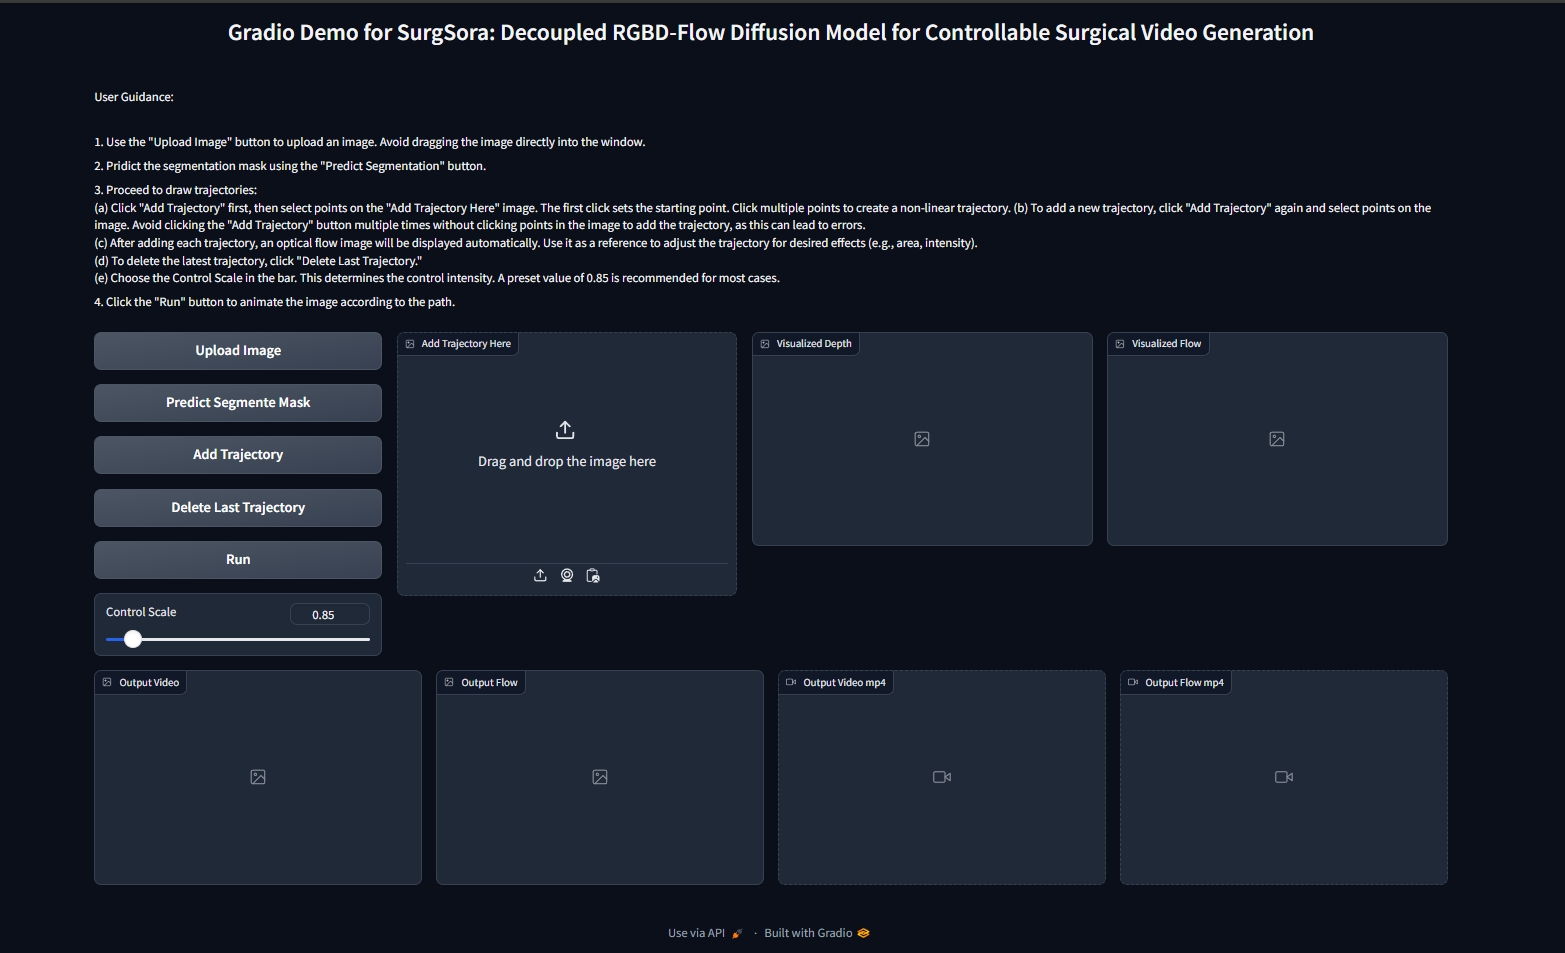 Gradio Demo for SurgSora: Decoupled RGBD-Flow Diffusion Model for Controllable Surgical Video Generation
User Guidance:
1. Use the "Upload Image" button to upload an image. Avoid dragging the image directly into the window.
2. Pridict the segmentation mask using the "Predict Segmentation" button.
3. Proceed to draw trajectories:
(a) Click "Add Trajectory" first, then select points on the "Add Trajectory Here" image. The first click sets the starting point. Click multiple points to create a non-linear trajectory. (b) To add a new trajectory, click "Add Trajectory" again and select points on the
image. Avoid clicking the "Add Trajectory" button multiple times without clicking points in the image to add the trajectory, as this can lead to errors.
(c) After adding each trajectory, an optical flow image will be displayed automatically. Use it as a reference to adjust the trajectory for desired effects (e.g., area, intensity).
(d) To delete the latest trajectory, click "Delete Last Trajectory."
(e) Choose the Control Scale in the bar. This determines the control intensity. A preset value of 0.85 is recommended for most cases.
4. Click the "Run" button to animate the image according to the path.
Upload Image
Predict Segmente Mask
Add Trajectory
Delete Last Trajectory
Run
Control Scale
0.85
Add Trajectory Here
Drag and drop the image here
Visualized Depth
Visualized Flow
Output Video
Output Flow
Output Video mp4
Output Flow mp4
Use via API · Built with Gradio